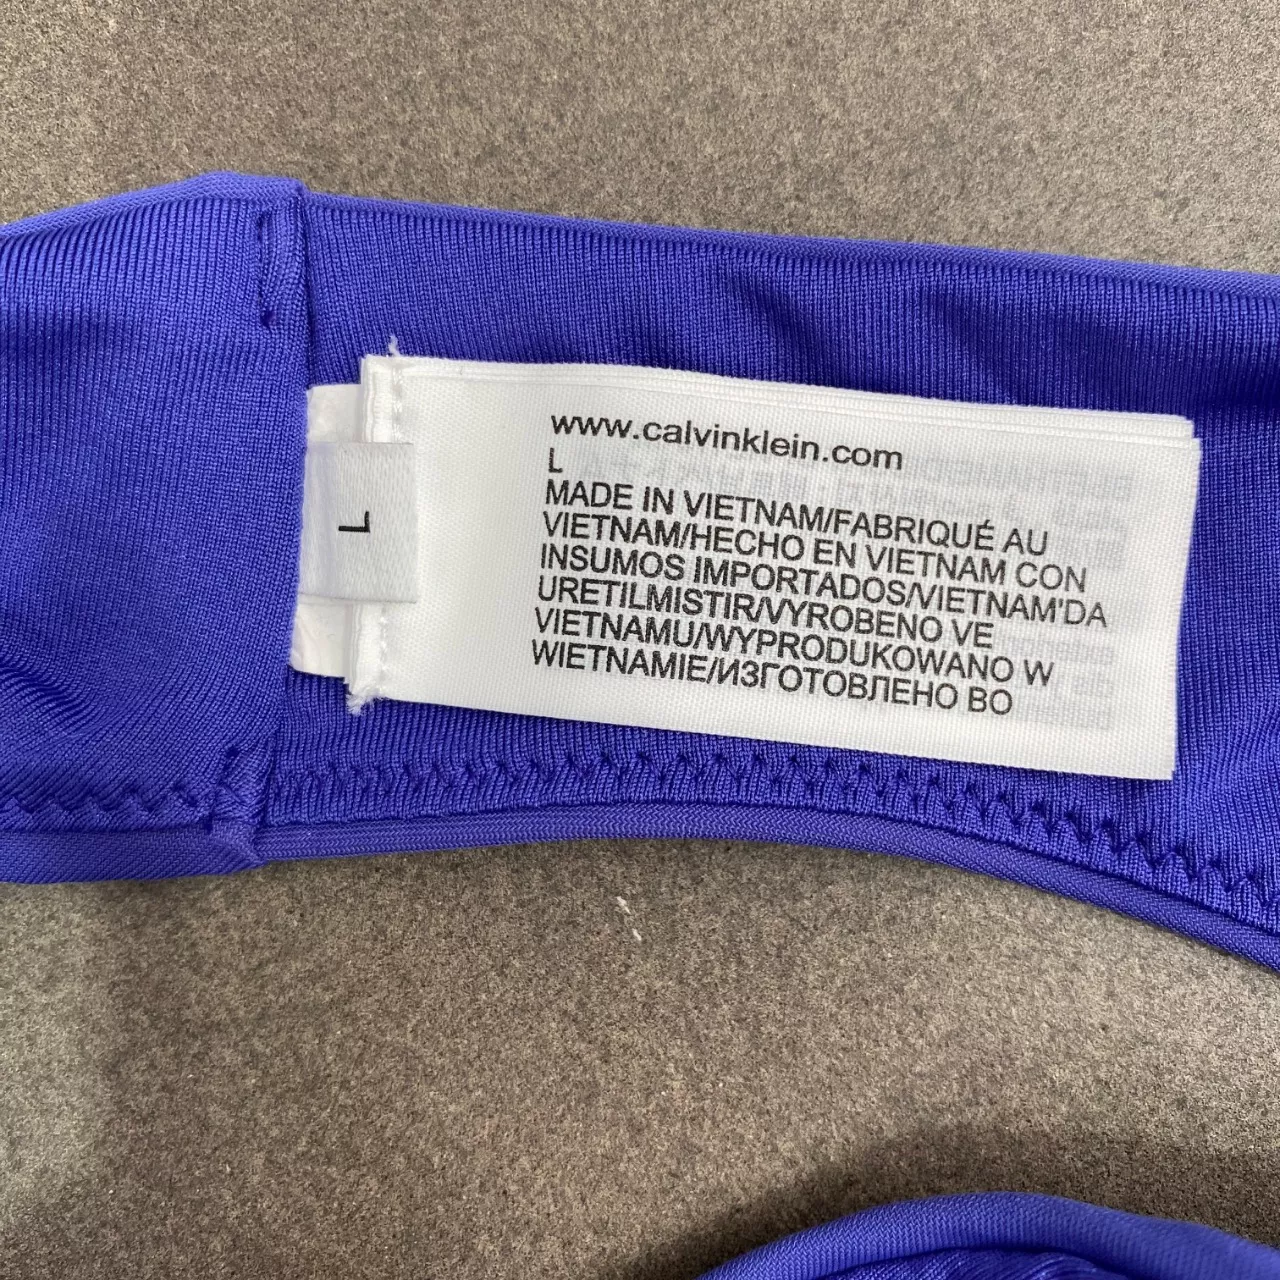 www.calvinklein.com
L
MADE IN VIETNAM/FABRIQUÉ AU
VIETNAM/HECHO EN VIETNAM CON
INSUMOS IMPORTADOS/VIETNAM'DA
URETILMISTIR/VYROBENO VE
VIETNAMU/WYPRODUKOWANO W
WIETNAMIE/ИЗГОТОВЛЕНО ВО
L